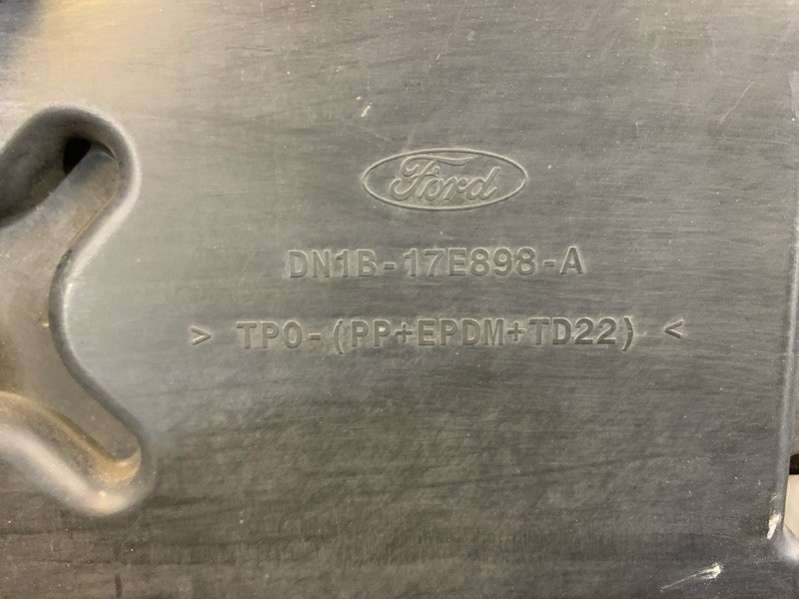 Ford
DN1B-17E898-A
> TPO-(PP+EPDM+TD22) <